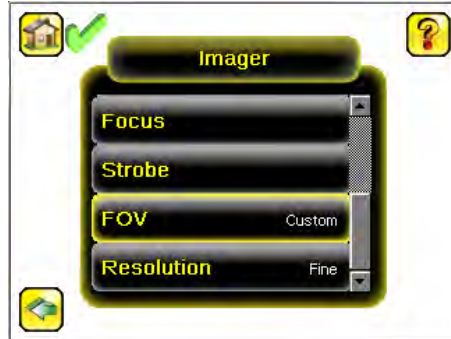 Imager
Focus
Strobe
FOV Custom
Resolution Fine